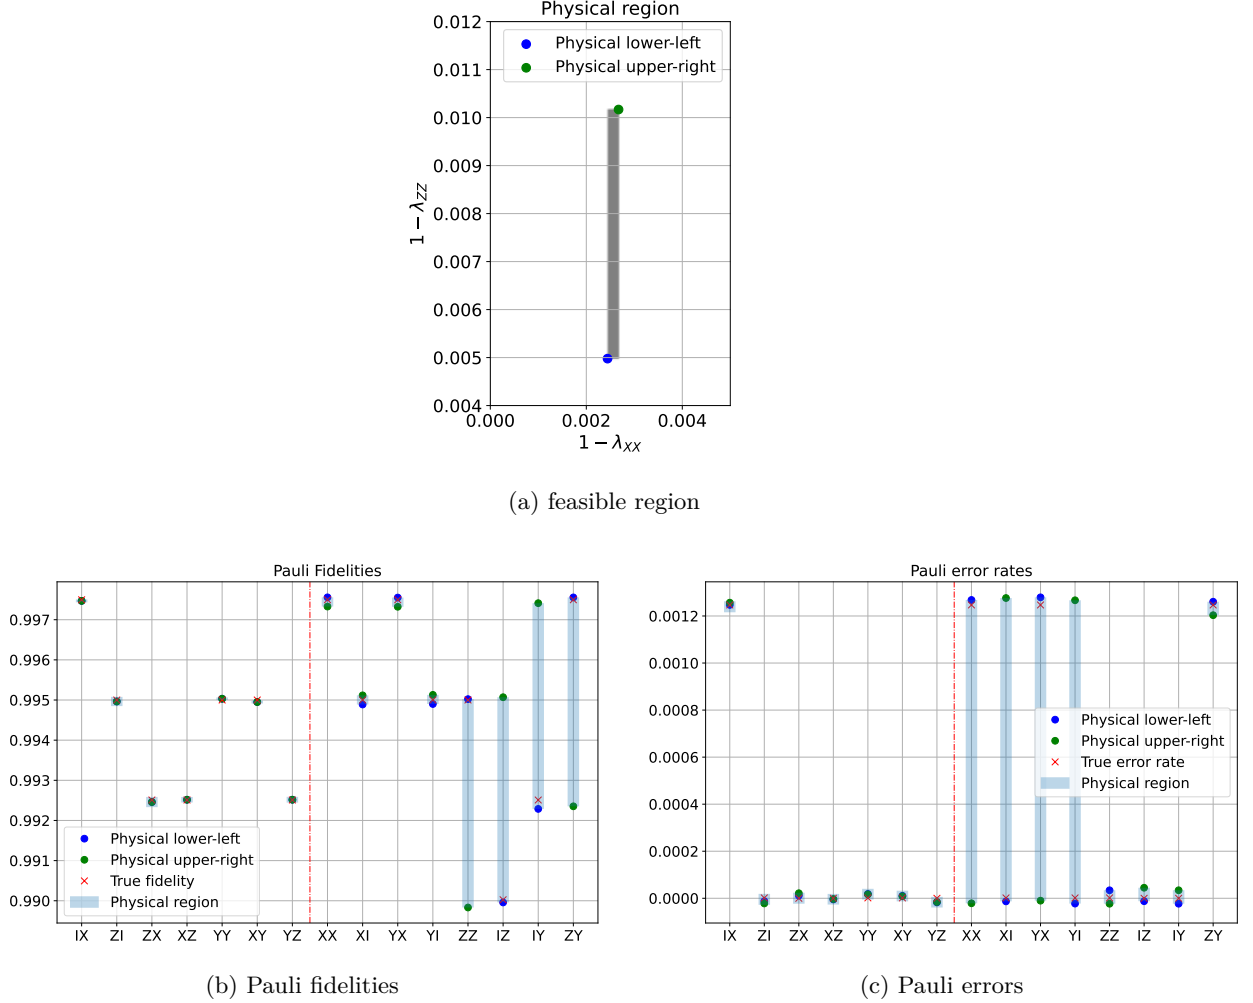 Physical region
Physical lower-left
Physical upper-right
0.012
0.011
0.010
0.009
0.008
0.007
0.006
0.005
0.004
1 − λ_ZZ
0.000 0.002 0.004
1 − λ_XX
(a) feasible region
Pauli Fidelities
0.997
0.996
0.995
0.994
0.993
0.992
0.991
0.990
Physical lower-left
Physical upper-right
True fidelity
Physical region
IX ZI ZX XZ YY XY YZ XX XI YX YI ZZ IZ IY ZY
(b) Pauli fidelities
Pauli error rates
0.0012
0.0010
0.0008
0.0006
0.0004
0.0002
0.0000
Physical lower-left
Physical upper-right
True error rate
Physical region
IX ZI ZX XZ YY XY YZ XX XI YX YI ZZ IZ IY ZY
(c) Pauli errors